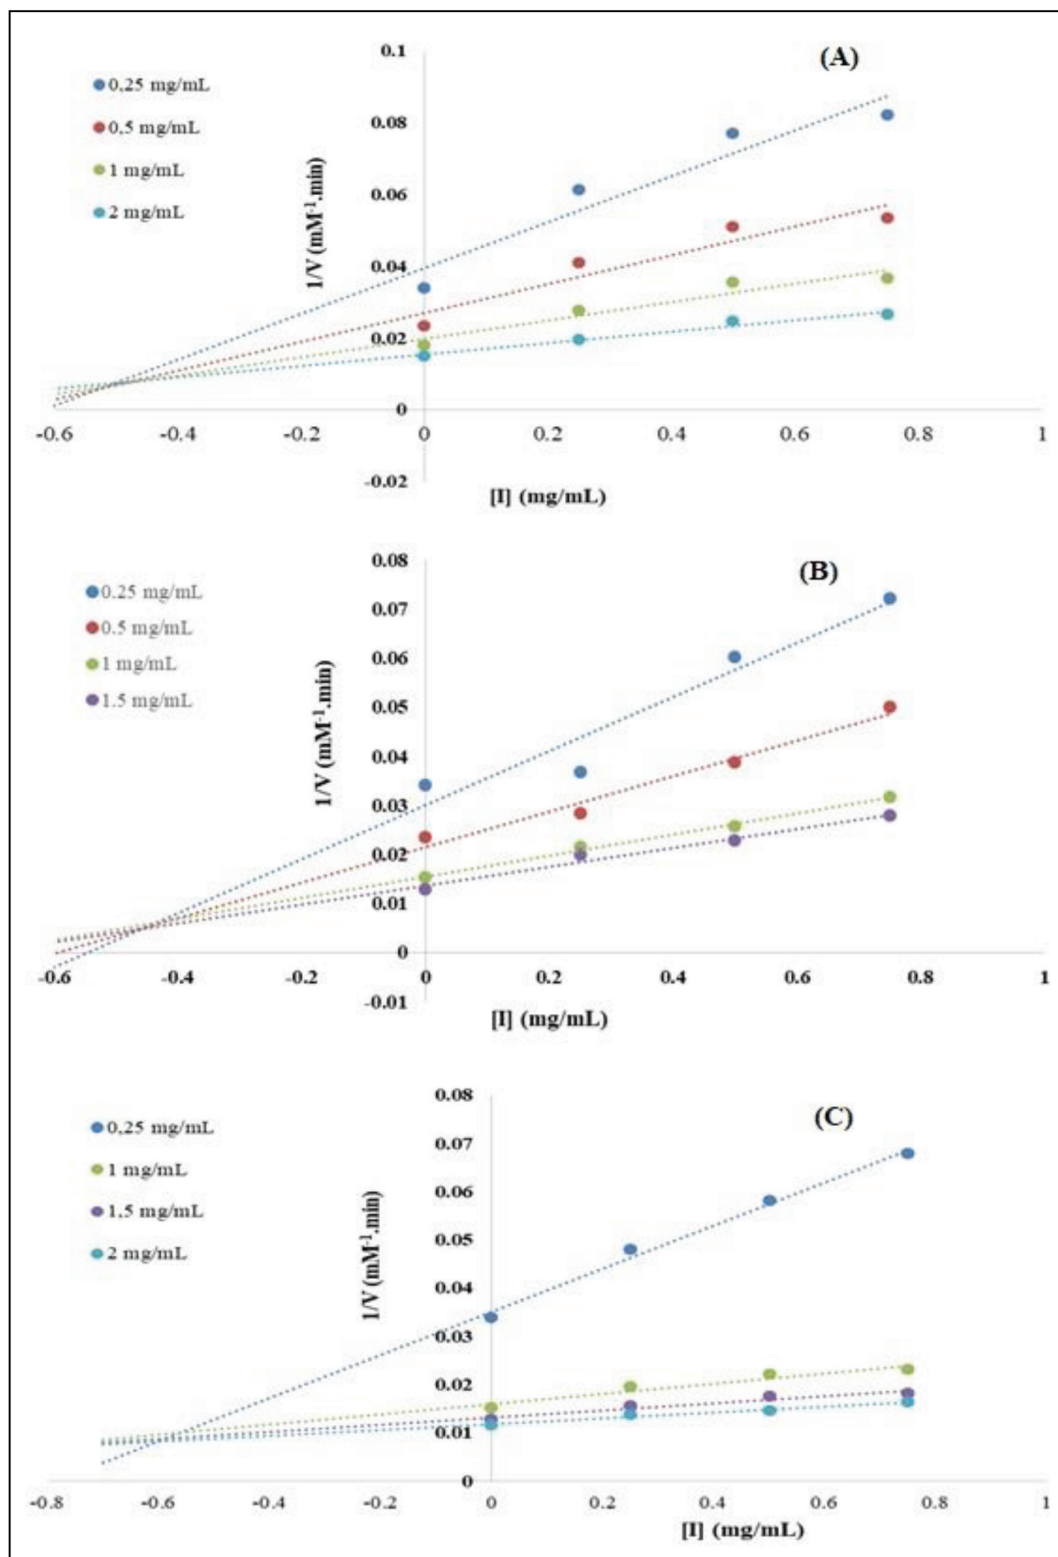 (A)
0,25 mg/mL
0,5 mg/mL
1 mg/mL
2 mg/mL
1/V (mM⁻¹.min)
0.1
0.08
0.06
0.04
0.02
0
-0.02
-0.6 -0.4 -0.2 0 0.2 0.4 0.6 0.8 1
[I] (mg/mL)
(B)
0.25 mg/mL
0.5 mg/mL
1 mg/mL
1.5 mg/mL
1/V (mM⁻¹.min)
0.08
0.07
0.06
0.05
0.04
0.03
0.02
0.01
0
-0.01
-0.6 -0.4 -0.2 0 0.2 0.4 0.6 0.8 1
[I] (mg/mL)
(C)
0,25 mg/mL
1 mg/mL
1,5 mg/mL
2 mg/mL
1/V (mM⁻¹.min)
0.08
0.07
0.06
0.05
0.04
0.03
0.02
0.01
0
-0.8 -0.6 -0.4 -0.2 0 0.2 0.4 0.6 0.8 1
[I] (mg/mL)